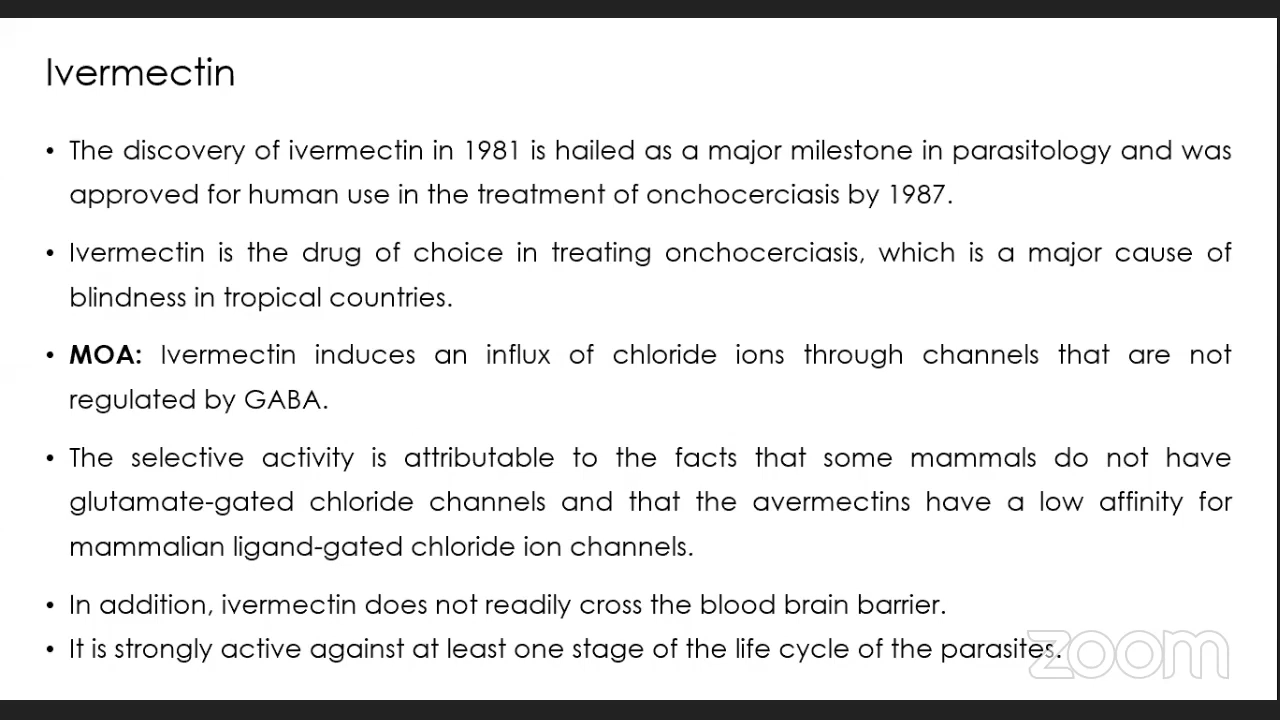 Ivermectin
• The discovery of ivermectin in 1981 is hailed as a major milestone in parasitology and was
approved for human use in the treatment of onchocerciasis by 1987.
• Ivermectin is the drug of choice in treating onchocerciasis, which is a major cause of
blindness in tropical countries.
• MOA: Ivermectin induces an influx of chloride ions through channels that are not
regulated by GABA.
• The selective activity is attributable to the facts that some mammals do not have
glutamate-gated chloride channels and that the avermectins have a low affinity for
mammalian ligand-gated chloride ion channels.
• In addition, ivermectin does not readily cross the blood brain barrier.
• It is strongly active against at least one stage of the life cycle of the parasites.
zoom